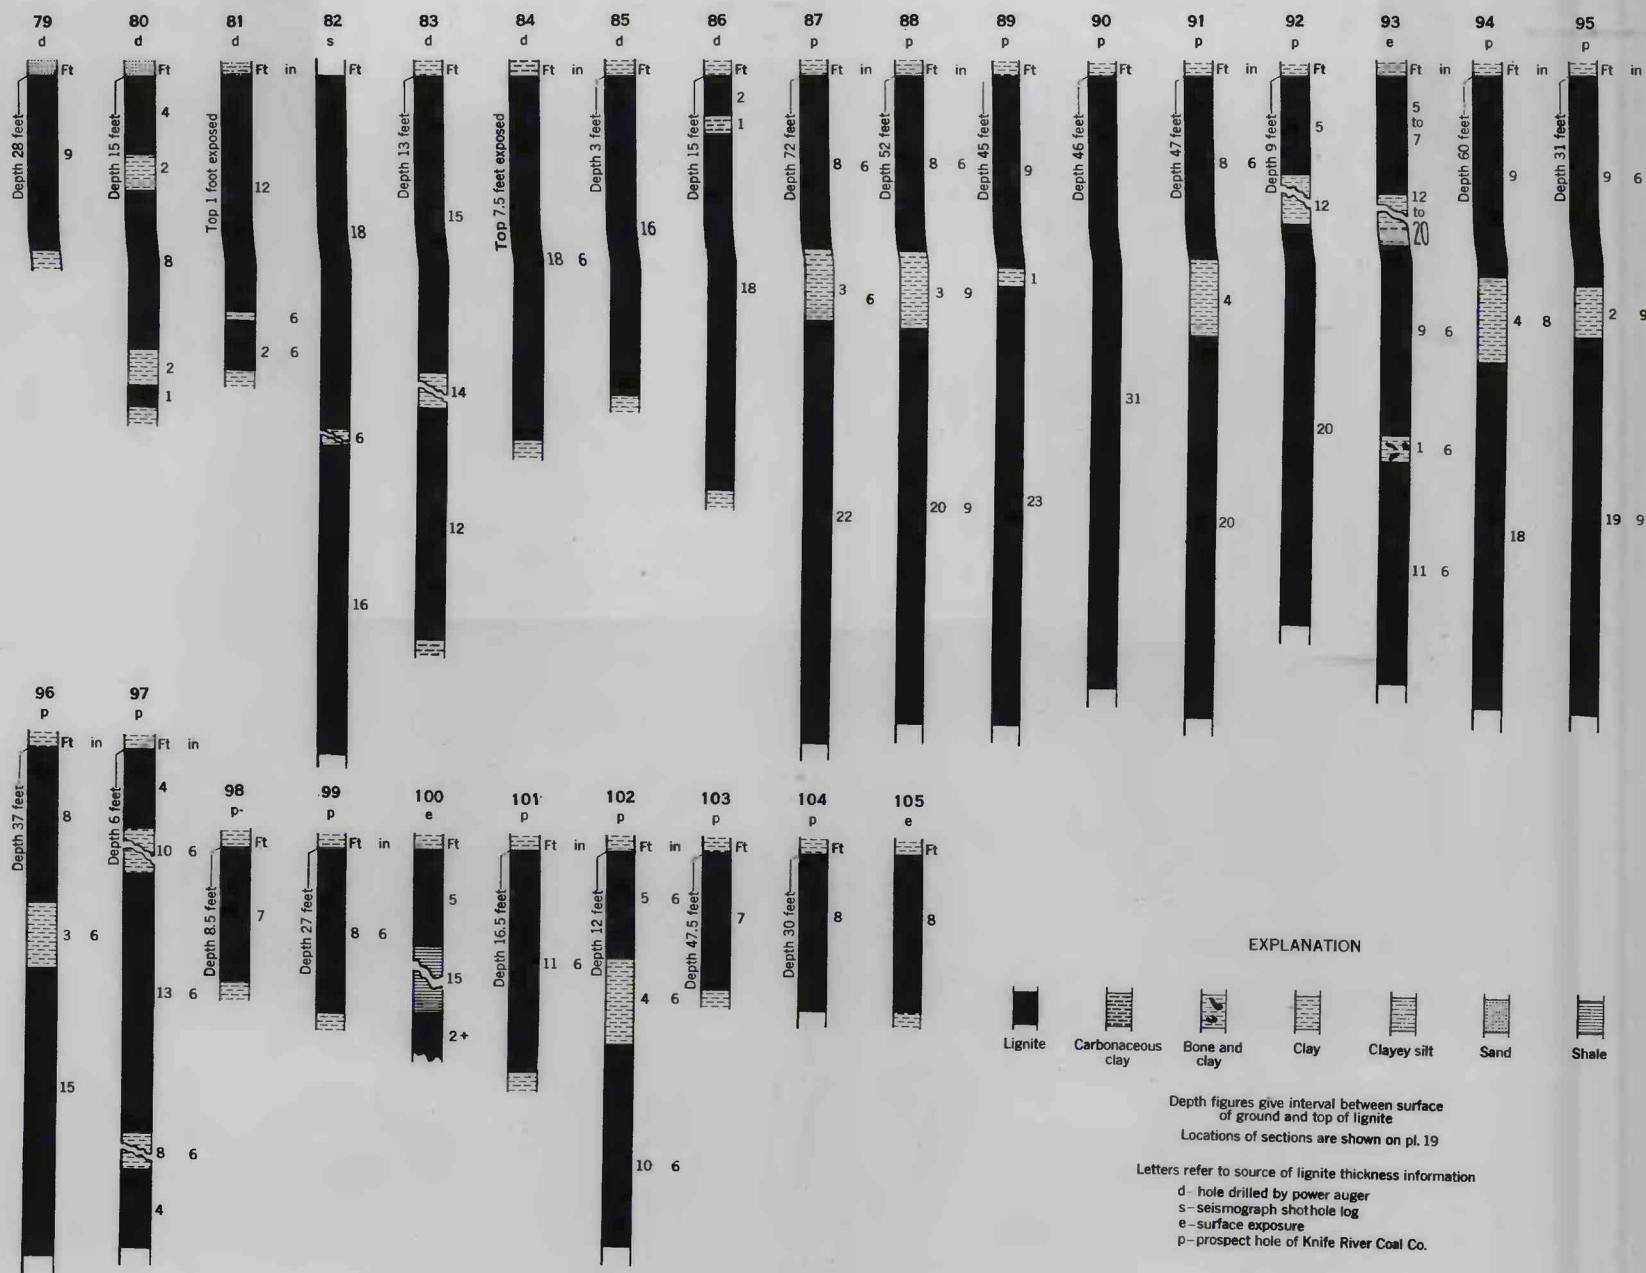 79 80 81 82 83 84 85 86 87 88 89 90 91 92 93 94 95
d d d s d d d d p p p p p p e p p
Ft
Depth 28 feet
9
Ft
Depth 15 feet
4
2
8
2
1
Ft in
Top 1 foot exposed
12
6
2 6
Ft
18
6
16
Ft
Depth 13 feet
15
14
12
Ft in
Top 7.5 feet exposed
18 6
Ft
Depth 3 feet
16
Ft
Depth 15 feet
2
1
18
Ft in
Depth 72 feet
8 6
3 6
22
Ft in
Depth 52 feet
8 6
3 9
20 9
Ft
Depth 45 feet
9
1
23
Ft
Depth 46 feet
31
Ft in
Depth 47 feet
8 6
4
20
Ft
Depth 9 feet
5
12
20
Ft in
5
to
7
12
to
20
9 6
1 6
11 6
Ft in
Depth 60 feet
9
4 8
18
Ft in
Depth 31 feet
9 6
2 9
19 9
96
p
Ft in
Depth 37 feet
8
3 6
15
97
p
Ft in
Depth 6 feet
4
10 6
13 6
8 6
4
98
p
Ft
Depth 8.5 feet
7
99
p
Ft in
Depth 27 feet
8 6
100
e
Ft
5
15
2+
101
p
Ft in
Depth 16.5 feet
11 6
102
p
Ft in
Depth 12 feet
5 6
4 6
10 6
103
p
Ft
Depth 47.5 feet
7
104
p
Ft
Depth 30 feet
8
105
e
Ft
8
EXPLANATION
Lignite
Carbonaceous
clay
Bone and
clay
Clay
Clayey silt
Sand
Shale
Depth figures give interval between surface
of ground and top of lignite
Locations of sections are shown on pl. 19
Letters refer to source of lignite thickness information
d - hole drilled by power auger
s-seismograph shothole log
e-surface exposure
p-prospect hole of Knife River Coal Co.